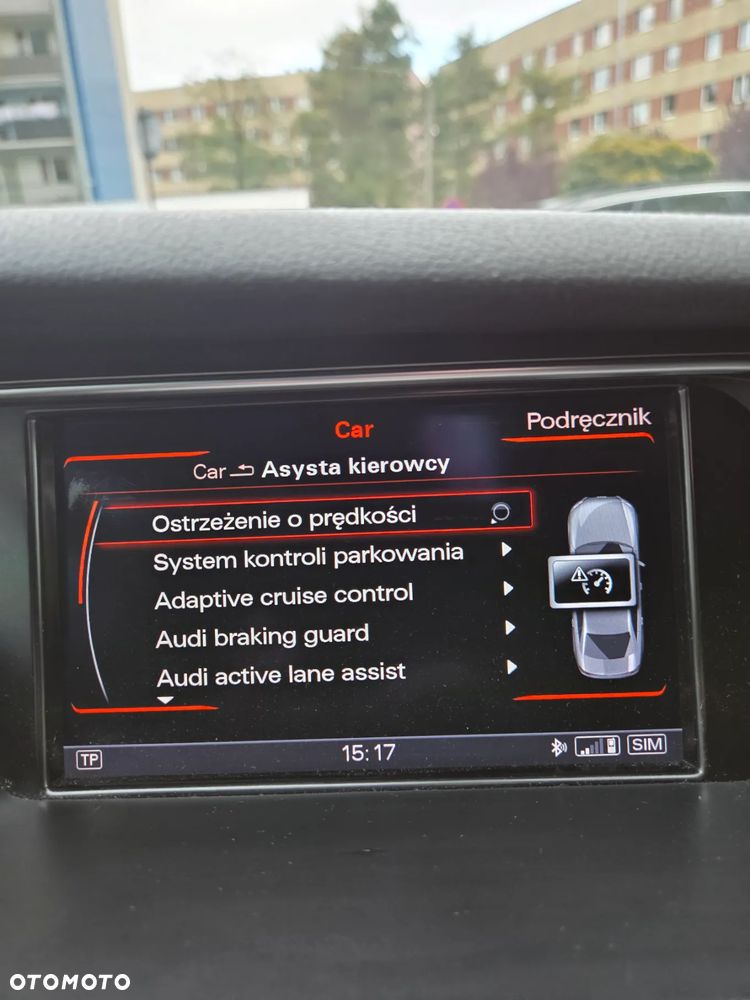 Car
Podręcznik
Car Asysta kierowcy
Ostrzeżenie o prędkości
System kontroli parkowania
Adaptive cruise control
Audi braking guard
Audi active lane assist
TP
15:17
SIM
OTOMOTO